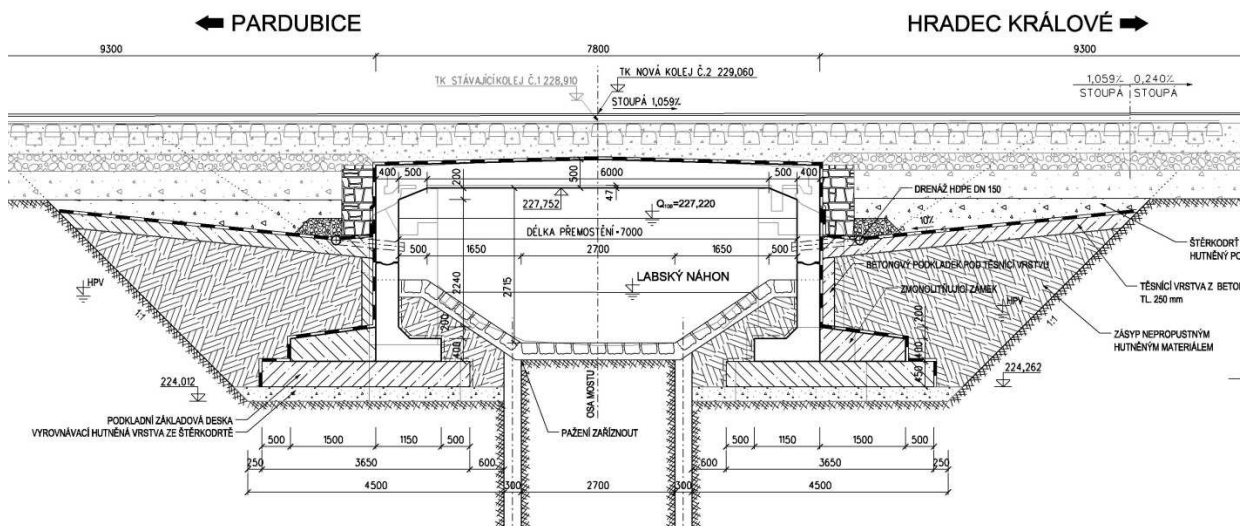 PARDUBICE
HRADEC KRÁLOVÉ
9300
7800
9300
TK STÁVAJÍCÍ KOLEJ Č.1 228,910
TK NOVÁ KOLEJ Č.2 229,060
STOUPÁ 1,059%
1,059% 0,240%
STOUPÁ STOUPÁ
400 500 200 6000 500 400
500
47
227,752
Q100=227,220
DRENÁŽ HDPE DN 150
10%
DÉLKA PŘEMOSTĚNÍ=7000
500 1650 2700 1650 500
ŠTĚRKODRŤ
HUTNĚNÝ PO
BETONOVÝ PODKLADEK POD TĚSNÍCÍ VRSTVU
LABSKÝ NÁHON
2240
2715
HPV
1:1
ZMONOLITŇUJÍCÍ ZÁMEK
HPV
1:1
TĚSNÍCÍ VRSTVA Z BETO
TL. 250 mm
200
400
200
400
450
ZÁSYP NEPROPUSTNÝM
HUTNĚNÝM MATERIÁLEM
224,012
224,262
OSA MOSTU
PODKLADNÍ ZÁKLADOVÁ DESKA
VYROVNÁVACÍ HUTNĚNÁ VRSTVA ZE ŠTĚRKODRTĚ
PAŽENÍ ZAŘÍZNOUT
500 1500 1150 500
500 1150 1500 500
250 3650 600
600 3650 250
4500 300 2700 300 4500